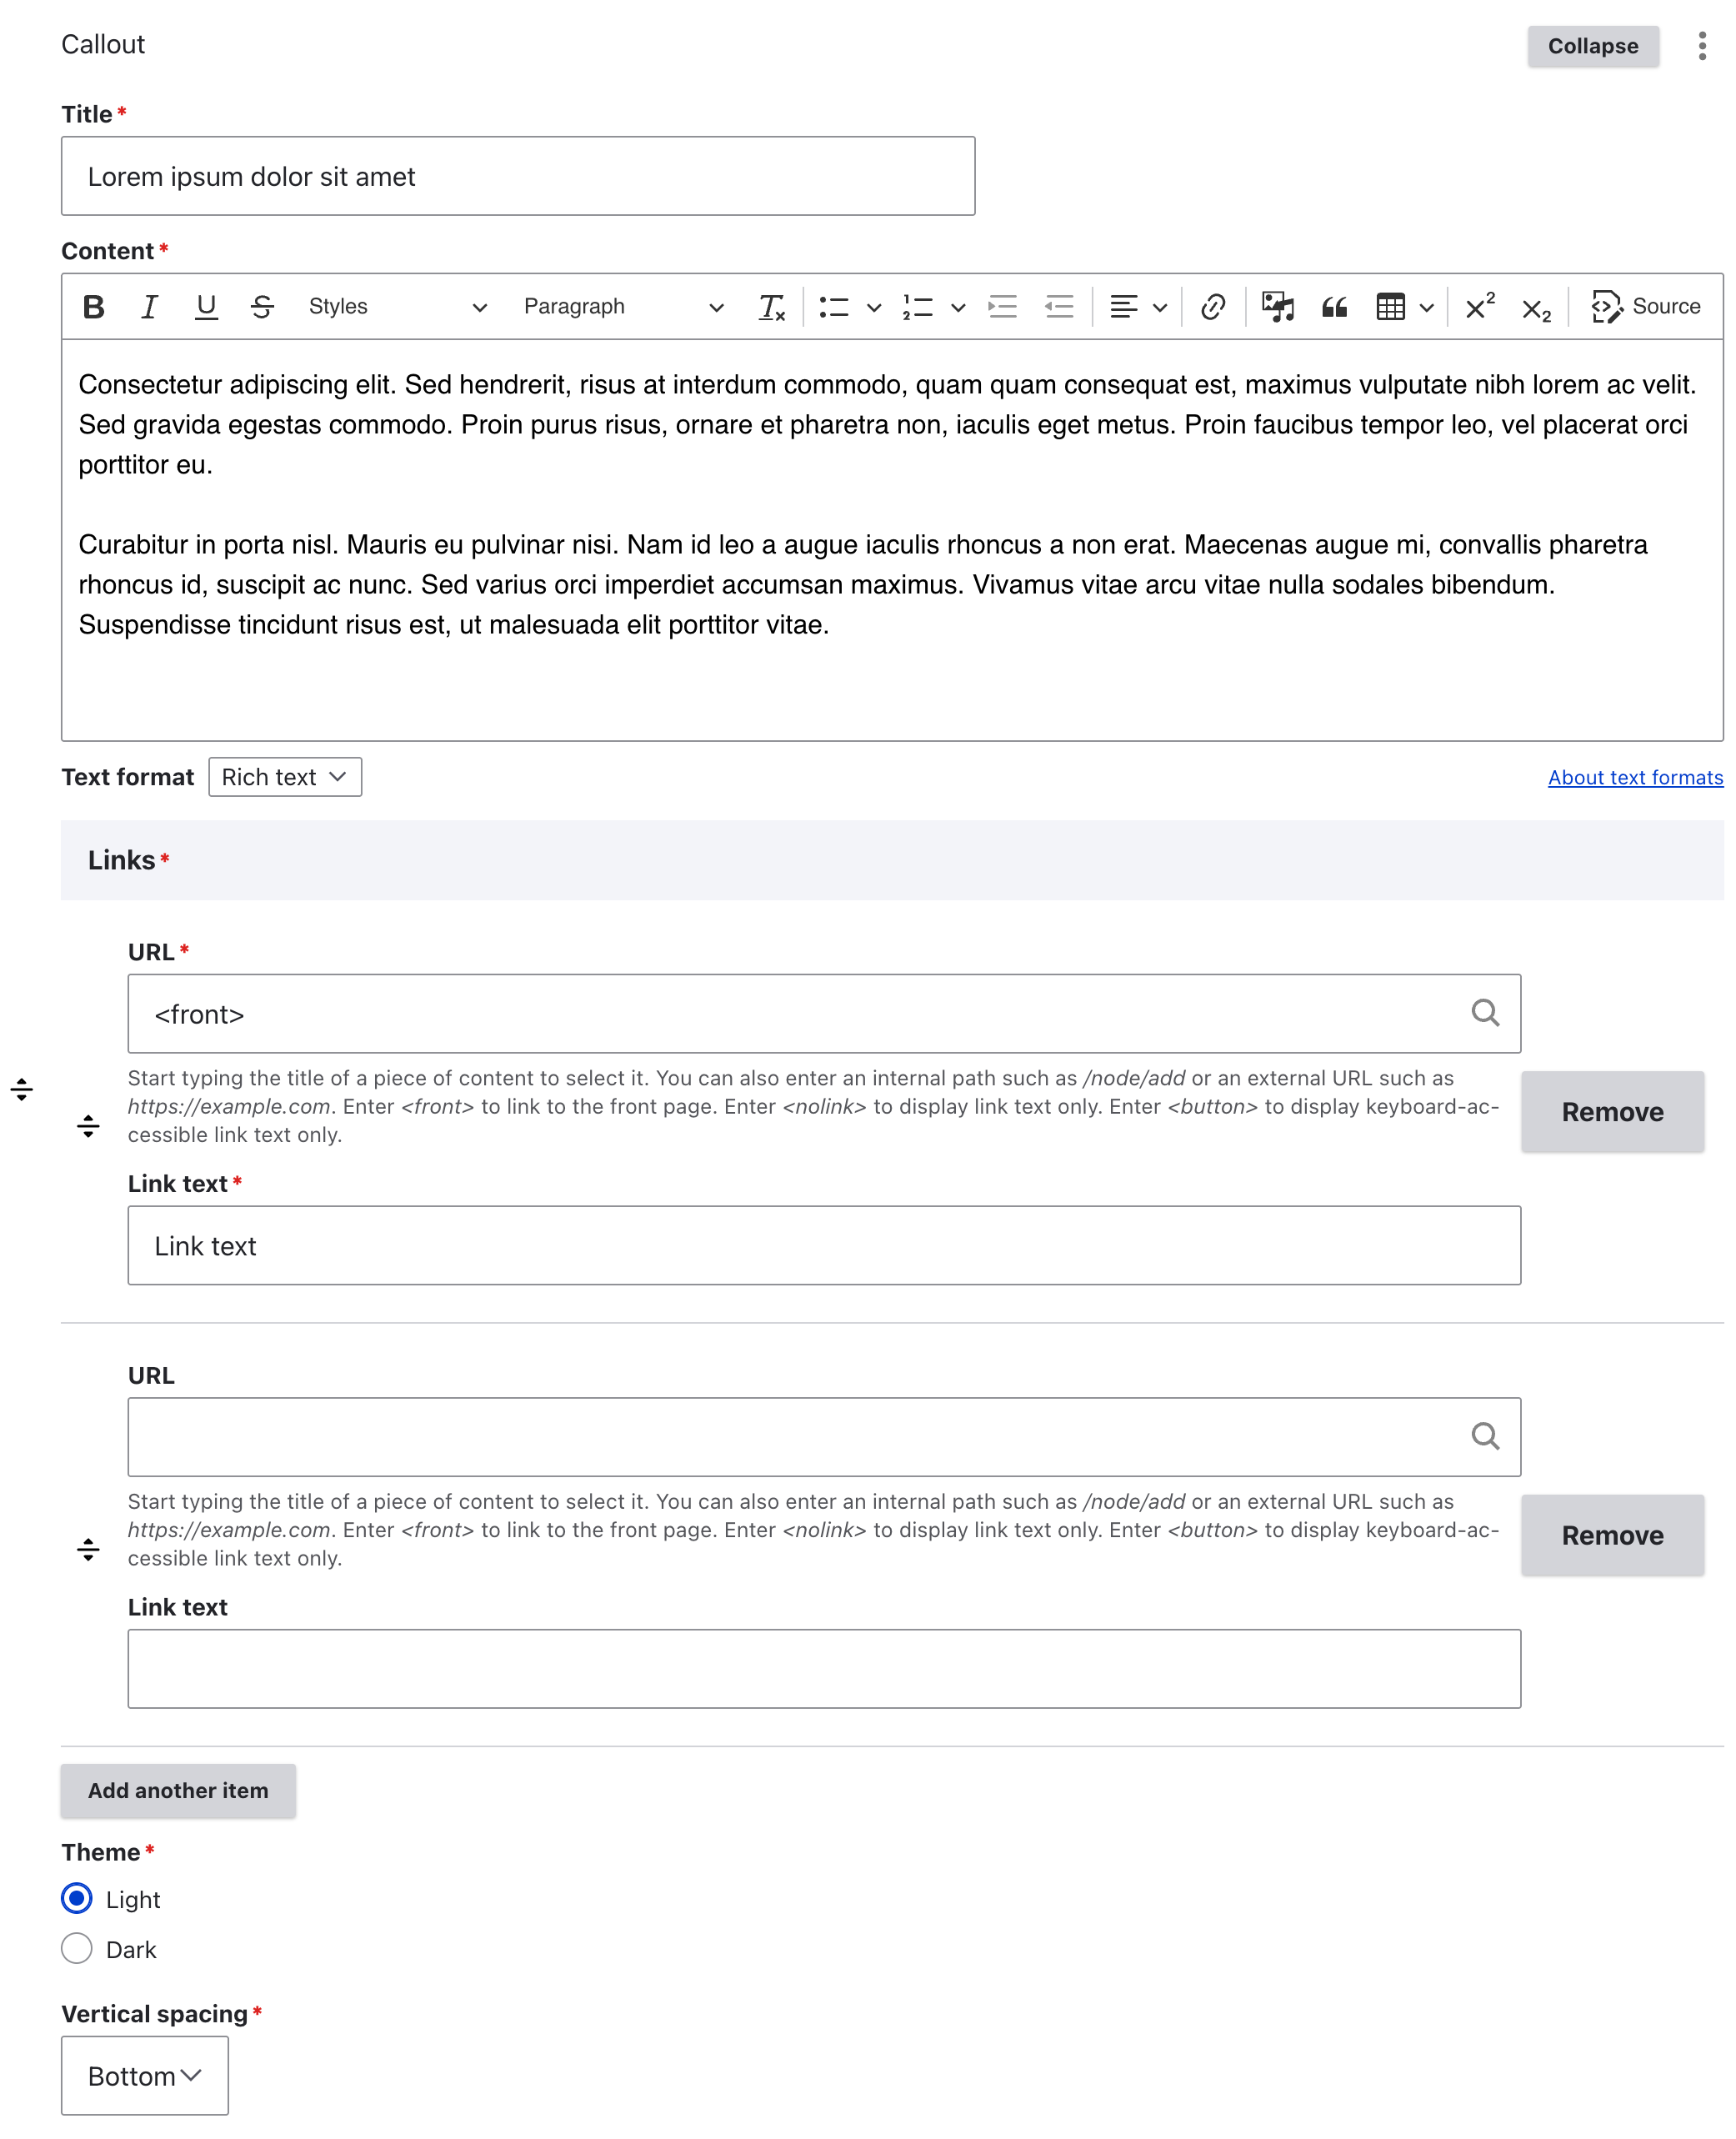 Callout
Collapse
Title*
Lorem ipsum dolor sit amet
Content*
B I U S Styles Paragraph Tx x² x₂ Source
Consectetur adipiscing elit. Sed hendrerit, risus at interdum commodo, quam quam consequat est, maximus vulputate nibh lorem ac velit.
Sed gravida egestas commodo. Proin purus risus, ornare et pharetra non, iaculis eget metus. Proin faucibus tempor leo, vel placerat orci
porttitor eu.
Curabitur in porta nisl. Mauris eu pulvinar nisi. Nam id leo a augue iaculis rhoncus a non erat. Maecenas augue mi, convallis pharetra
rhoncus id, suscipit ac nunc. Sed varius orci imperdiet accumsan maximus. Vivamus vitae arcu vitae nulla sodales bibendum.
Suspendisse tincidunt risus est, ut malesuada elit porttitor vitae.
Text format Rich text About text formats
Links*
URL*
<front>
Start typing the title of a piece of content to select it. You can also enter an internal path such as /node/add or an external URL such as
https://example.com. Enter <front> to link to the front page. Enter <nolink> to display link text only. Enter <button> to display keyboard-ac-
cessible link text only.
Remove
Link text*
Link text
URL
Start typing the title of a piece of content to select it. You can also enter an internal path such as /node/add or an external URL such as
https://example.com. Enter <front> to link to the front page. Enter <nolink> to display link text only. Enter <button> to display keyboard-ac-
cessible link text only.
Remove
Link text
Add another item
Theme*
Light
Dark
Vertical spacing*
Bottom